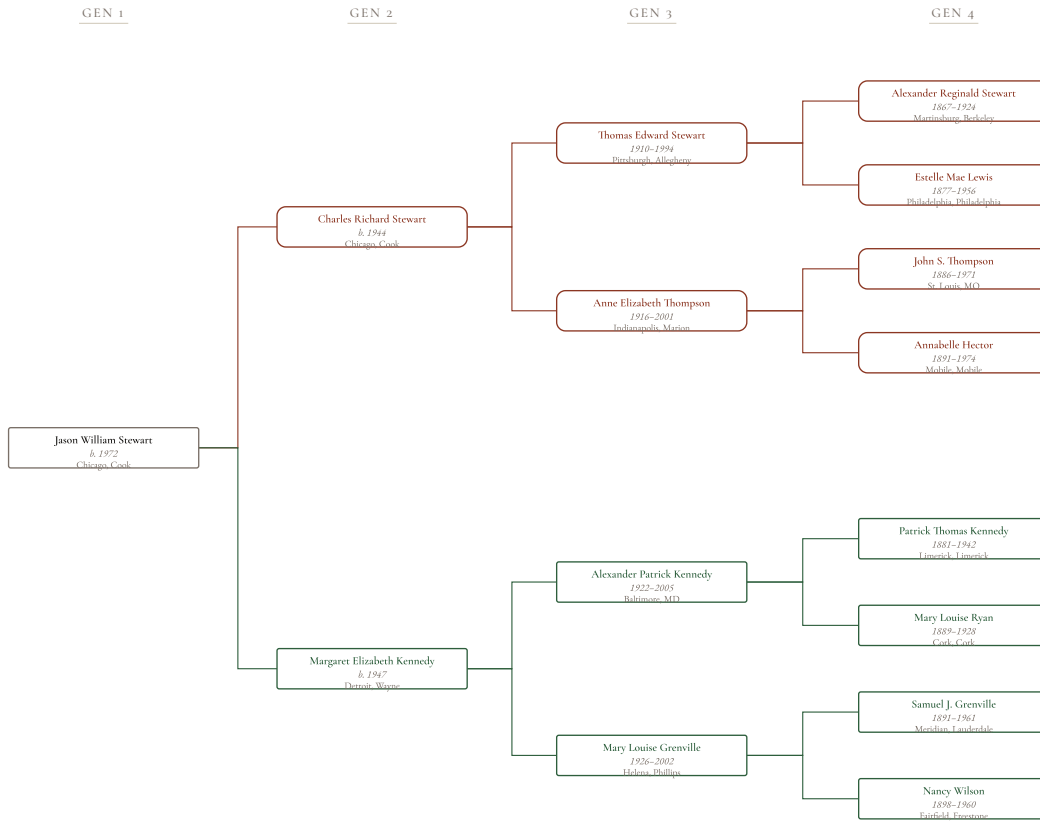 GEN 1
GEN 2
GEN 3
GEN 4
Alexander Reginald Stewart
1867–1924
Martinsburg, Berkeley
Thomas Edward Stewart
1910–1994
Pittsburgh, Allegheny
Estelle Mae Lewis
1877–1956
Philadelphia, Philadelphia
Charles Richard Stewart
b. 1944
Chicago, Cook
John S. Thompson
1886–1971
St. Louis, MO
Anne Elizabeth Thompson
1916–2001
Indianapolis, Marion
Annabelle Hector
1891–1974
Mobile, Mobile
Jason William Stewart
b. 1972
Chicago, Cook
Patrick Thomas Kennedy
1881–1942
Limerick, Limerick
Alexander Patrick Kennedy
1922–2005
Baltimore, MD
Mary Louise Ryan
1889–1928
Cork, Cork
Margaret Elizabeth Kennedy
b. 1947
Detroit, Wayne
Samuel J. Grenville
1891–1961
Meridian, Lauderdale
Mary Louise Grenville
1926–2002
Helena, Phillips
Nancy Wilson
1898–1960
Fairfield, Freestone